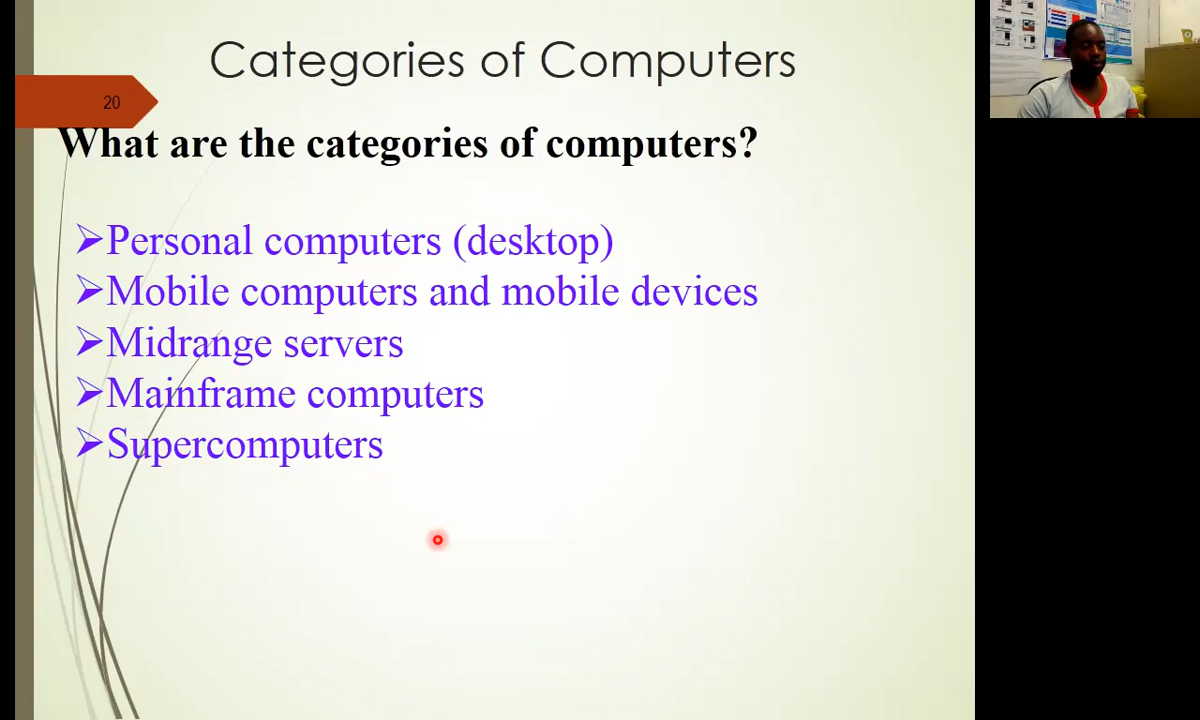 Categories of Computers
20
What are the categories of computers?
➢Personal computers (desktop)
➢Mobile computers and mobile devices
➢Midrange servers
➢Mainframe computers
➢Supercomputers